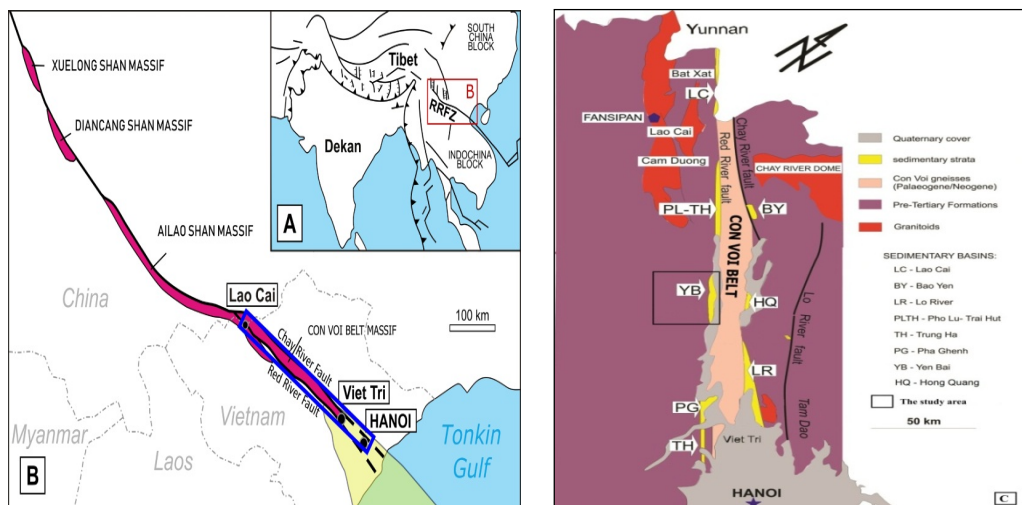 XUELONG SHAN MASSIF
DIANCANG SHAN MASSIF
AILAO SHAN MASSIF
China
Lao Cai
CON VOI BELT MASSIF
100 km
Chay River Fault
Red River Fault
Viet Tri
HANOI
Vietnam
Myanmar
Laos
Tonkin
Gulf
B
SOUTH
CHINA
BLOCK
Tibet
B
RRFZ
Dekan
INDOCHINA
BLOCK
A
Yunnan
Bat Xat
LC
FANSIPAN
Lao Cai
Cam Duong
Red River fault
Chay River fault
CHAY RIVER DOME
PL-TH
BY
CON VOI BELT
YB
HQ
Lo River fault
LR
PG
Tam Dao
TH
Viet Tri
HANOI
Quaternary cover
sedimentary strata
Con Voi gneisses
(Palaeogene/Neogene)
Pre-Tertiary Formations
Granitoids
SEDIMENTARY BASINS:
LC - Lao Cai
BY - Bao Yen
LR - Lo River
PLTH - Pho Lu- Trai Hut
TH - Trung Ha
PG - Pha Ghenh
YB - Yen Bai
HQ - Hong Quang
The study area
50 km
C